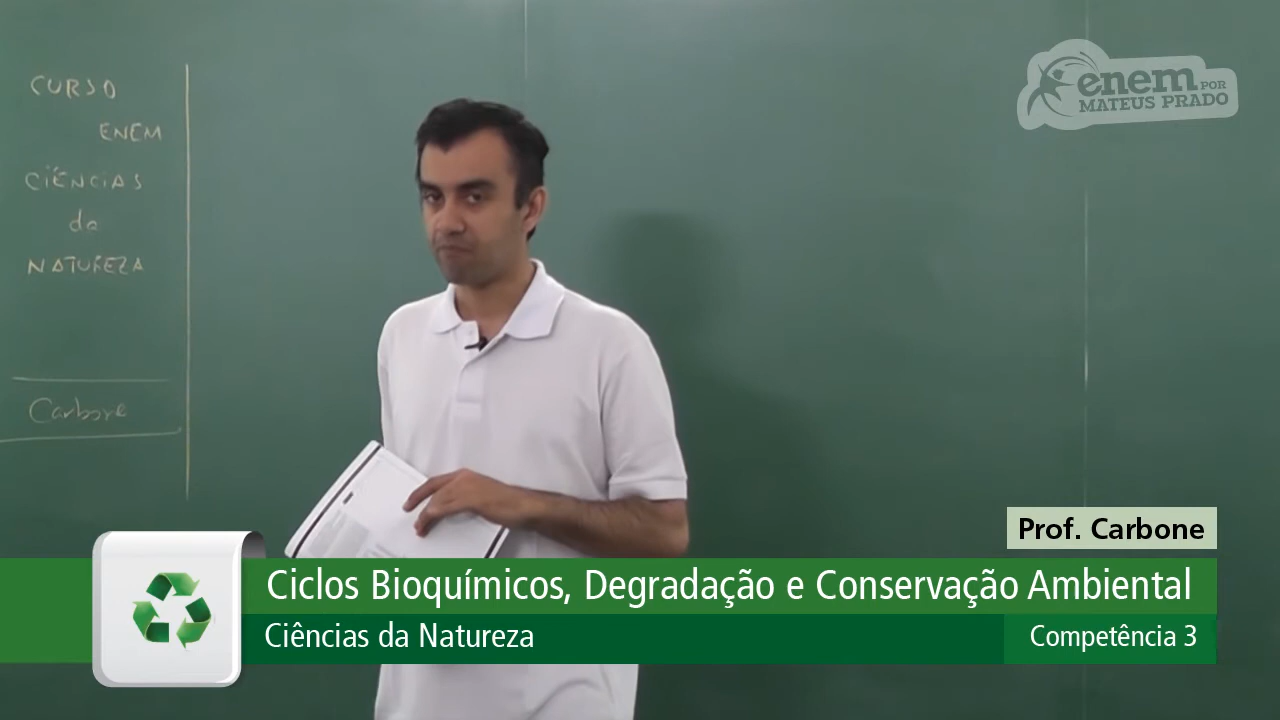 CURSO
ENEM
CIÊNCIAS
da
NATUREZA
Carbone
enem POR
MATEUS PRADO
Prof. Carbone
Ciclos Bioquímicos, Degradação e Conservação Ambiental
Ciências da Natureza
Competência 3